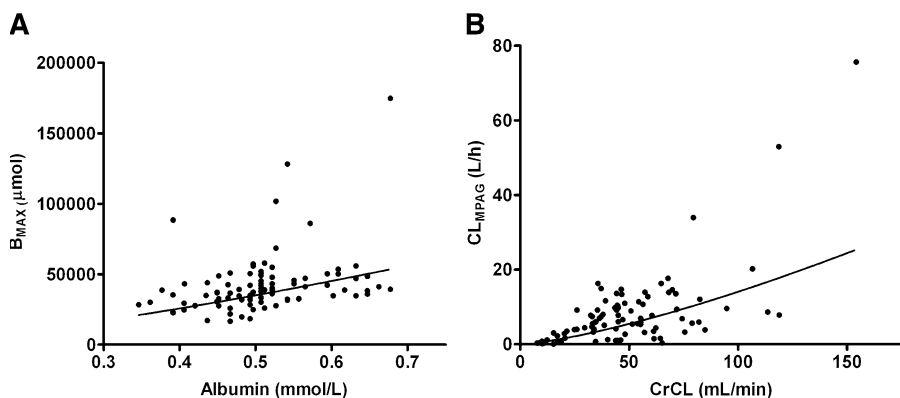 A
200000
150000
100000
50000
0
0.3 0.4 0.5 0.6 0.7
Albumin (mmol/L)
BMAX (μmol)
B
80
60
40
20
0
0 50 100 150
CrCL (mL/min)
CLMPAG (L/h)